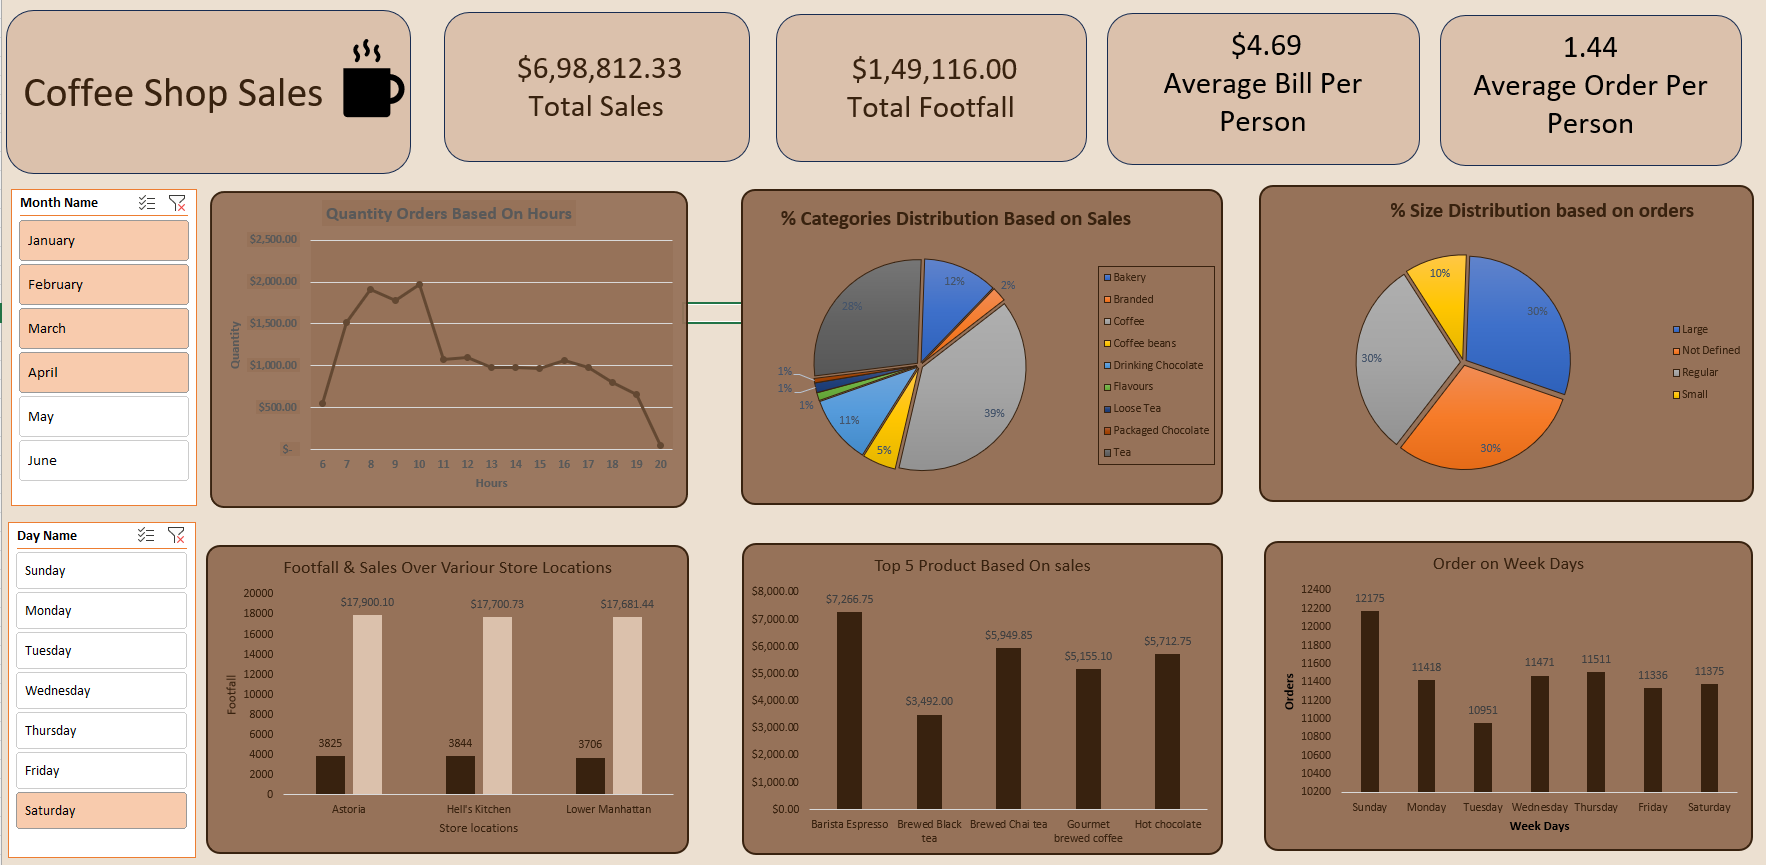 Coffee Shop Sales
$6,98,812.33
Total Sales
$1,49,116.00
Total Footfall
$4.69
Average Bill Per
Person
1.44
Average Order Per
Person
Month Name
January
February
March
April
May
June
Quantity Orders Based On Hours
$2,500.00
$2,000.00
$1,500.00
$1,000.00
$500.00
$-
Quantity
6 7 8 9 10 11 12 13 14 15 16 17 18 19 20
Hours
% Categories Distribution Based on Sales
12%
2%
39%
5%
11%
1%
1%
1%
28%
Bakery
Branded
Coffee
Coffee beans
Drinking Chocolate
Flavours
Loose Tea
Packaged Chocolate
Tea
% Size Distribution based on orders
30%
30%
30%
10%
Large
Not Defined
Regular
Small
Day Name
Sunday
Monday
Tuesday
Wednesday
Thursday
Friday
Saturday
Footfall & Sales Over Variour Store Locations
20000
18000
16000
14000
12000
10000
8000
6000
4000
2000
0
Footfall
$17,900.10
$17,700.73
$17,681.44
3825
3844
3706
Astoria
Hell's Kitchen
Lower Manhattan
Store locations
Top 5 Product Based On sales
$8,000.00
$7,000.00
$6,000.00
$5,000.00
$4,000.00
$3,000.00
$2,000.00
$1,000.00
$0.00
$7,266.75
$3,492.00
$5,949.85
$5,155.10
$5,712.75
Barista Espresso
Brewed Black
tea
Brewed Chai tea
Gourmet
brewed coffee
Hot chocolate
Order on Week Days
12400
12200
12000
11800
11600
11400
11200
11000
10800
10600
10400
10200
Orders
12175
11418
10951
11471
11511
11336
11375
Sunday
Monday
Tuesday
Wednesday
Thursday
Friday
Saturday
Week Days